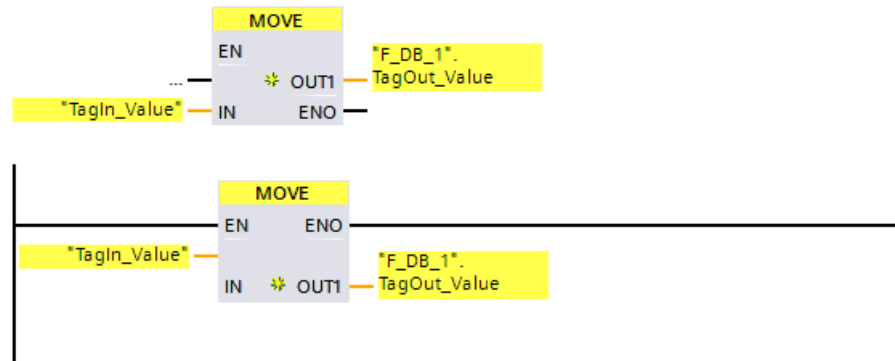 MOVE
EN
"F_DB_1".
... OUT1 TagOut_Value
"TagIn_Value" IN ENO
MOVE
EN ENO
"TagIn_Value"
"F_DB_1".
IN OUT1 TagOut_Value